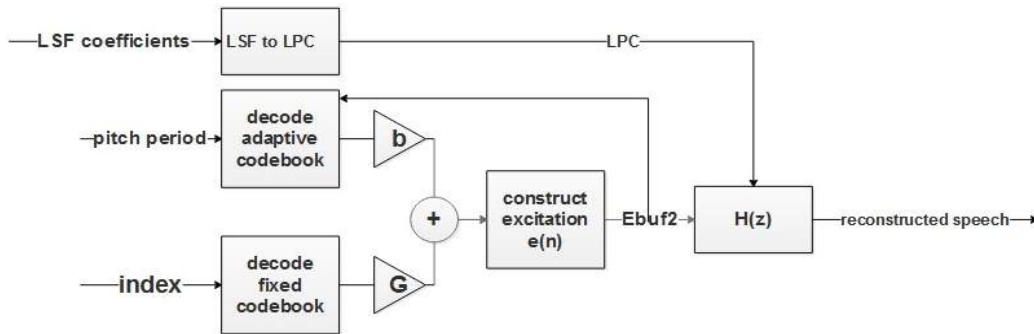 LSF coefficients
LSF to LPC
LPC
pitch period
decode
adaptive
codebook
b
+
construct
excitation
e(n)
Ebuf2
H(z)
reconstructed speech
index
decode
fixed
codebook
G